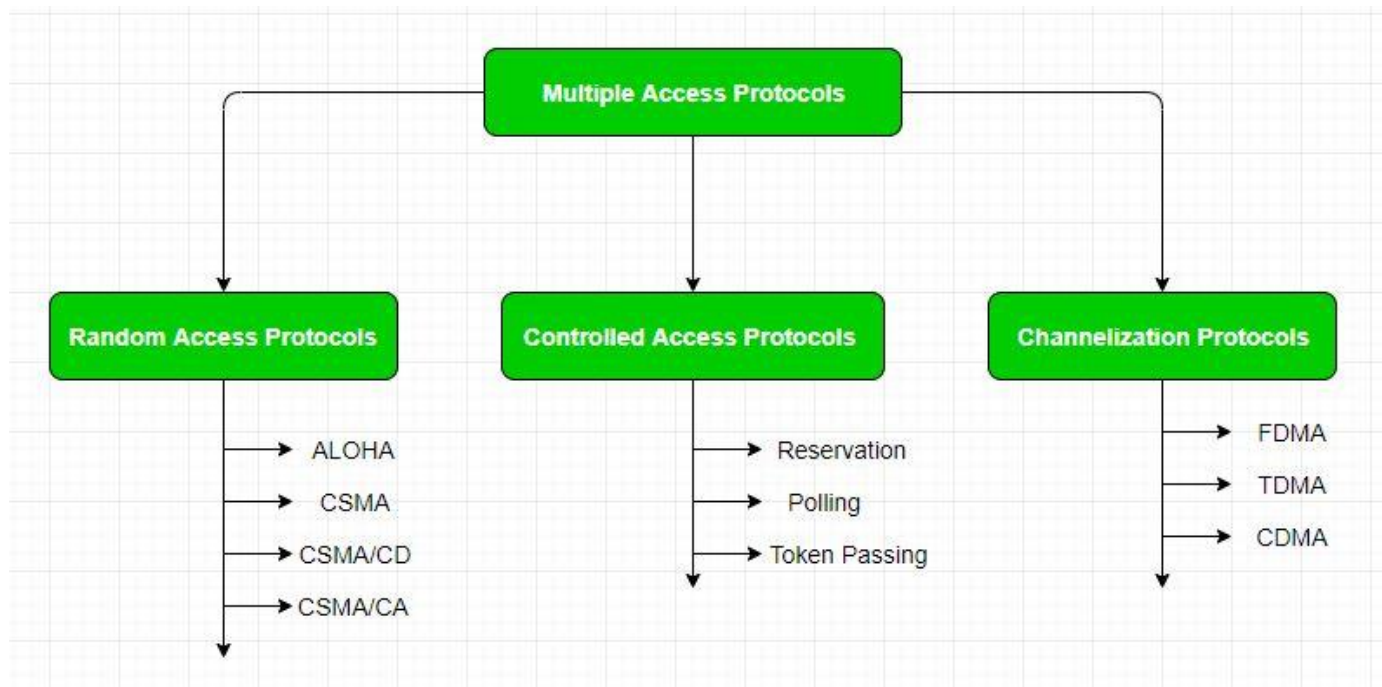 Multiple Access Protocols
Random Access Protocols
Controlled Access Protocols
Channelization Protocols
ALOHA
CSMA
CSMA/CD
CSMA/CA
Reservation
Polling
Token Passing
FDMA
TDMA
CDMA